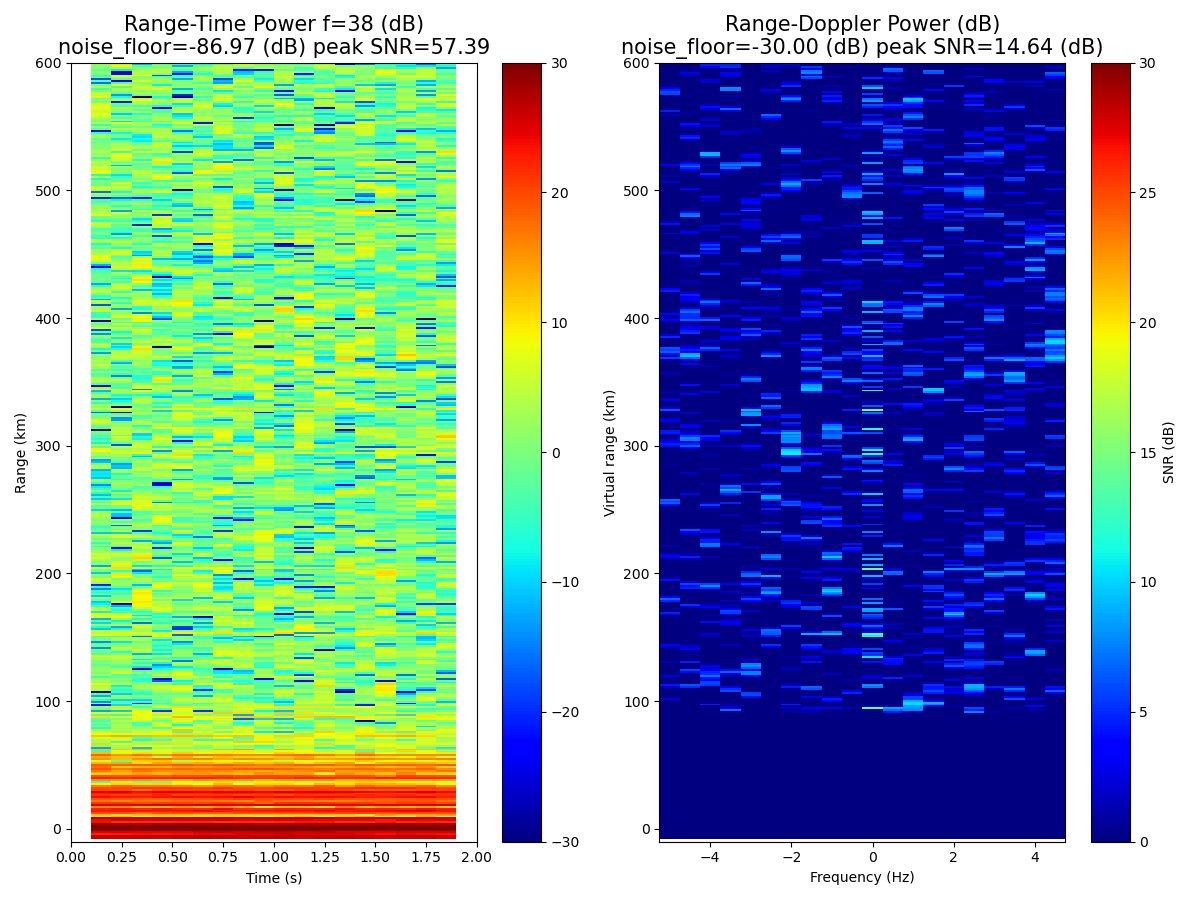 Range-Time Power f=38 (dB)
noise_floor=-86.97 (dB) peak SNR=57.39
600
500
400
300
200
100
0
Range (km)
0.00 0.25 0.50 0.75 1.00 1.25 1.50 1.75 2.00
Time (s)
30
20
10
0
−10
−20
−30
Range-Doppler Power (dB)
noise_floor=-30.00 (dB) peak SNR=14.64 (dB)
600
500
400
300
200
100
0
Virtual range (km)
−4 −2 0 2 4
Frequency (Hz)
30
25
20
15
10
5
0
SNR (dB)